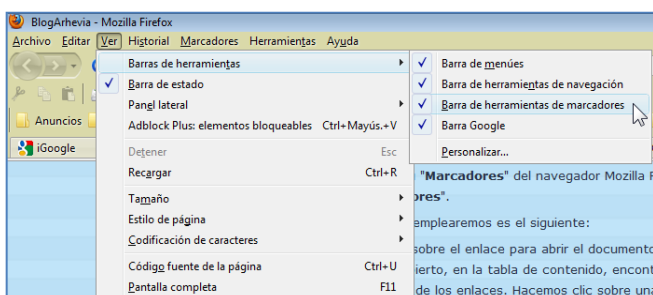 BlogArhevia - Mozilla Firefox
Archivo Editar Ver Historial Marcadores Herramientas Ayuda
Barras de herramientas
Barra de estado
Panel lateral
Adblock Plus: elementos bloqueables Ctrl+Mayús.+V
Detener Esc
Recargar Ctrl+R
Tamaño
Estilo de página
Codificación de caracteres
Código fuente de la página Ctrl+U
Pantalla completa F11
Barra de menúes
Barra de herramientas de navegación
Barra de herramientas de marcadores
Barra Google
Personalizar...
Anuncios
iGoogle
"Marcadores" del navegador Mozilla F
ores".
emplearemos es el siguiente:
sobre el enlace para abrir el documento
ierto, en la tabla de contenido, encont
de los enlaces. Hacemos clic sobre una